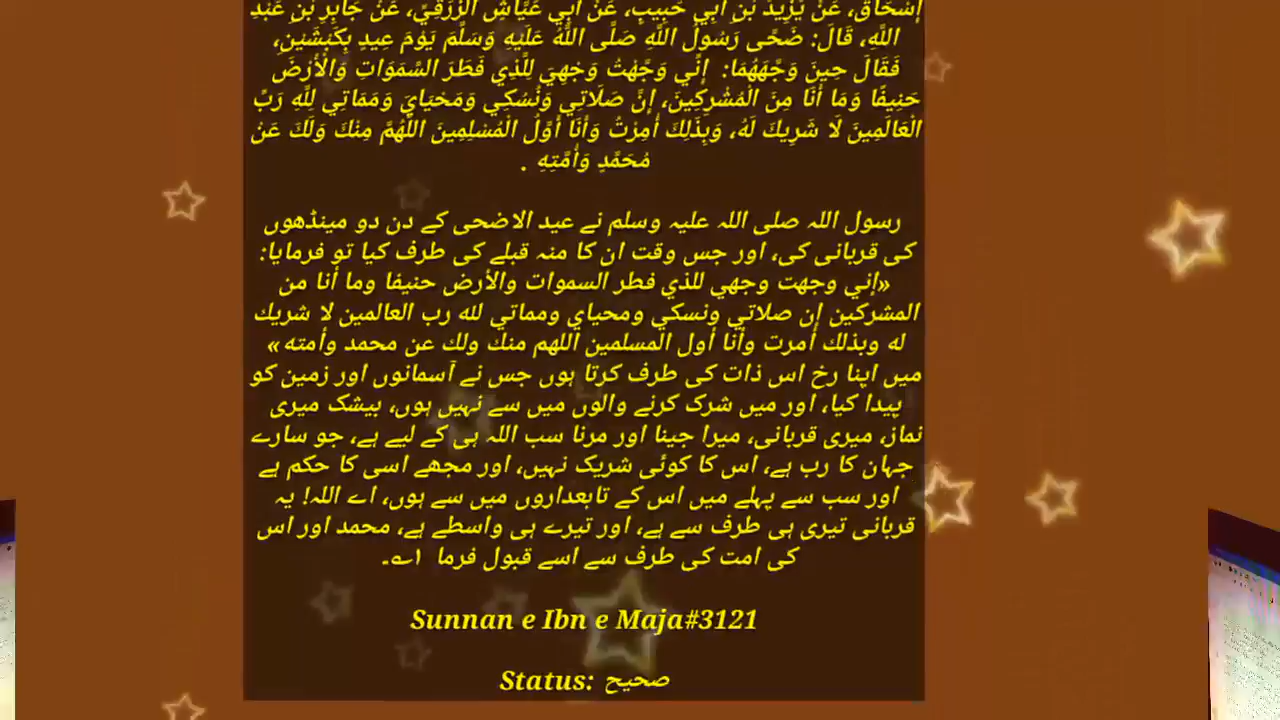 إِسْحَاق، عَنْ يَزِيدَ بْنِ أَبِي حَبِيبٍ، عَنْ أَبِي عَيَّاشٍ الزُّرَقِيِّ، عَنْ جَابِرِ بْنِ عَبْدِ
اللَّهِ، قَالَ: ضَحَّى رَسُولُ اللَّهِ صَلَّى اللَّهُ عَلَيْهِ وَسَلَّمَ يَوْمَ عِيدٍ بِكَبْشَيْنِ،
فَقَالَ حِينَ وَجَّهَهُمَا: إِنِّي وَجَّهْتُ وَجْهِيَ لِلَّذِي فَطَرَ السَّمَوَاتِ وَالْأَرْضَ
حَنِيفًا وَمَا أَنَا مِنَ الْمُشْرِكِينَ، إِنَّ صَلَاتِي وَنُسُكِي وَمَحْيَايَ وَمَمَاتِي لِلَّهِ رَبِّ
الْعَالَمِينَ لَا شَرِيكَ لَهُ، وَبِذَلِكَ أُمِرْتُ وَأَنَا أَوَّلُ الْمُسْلِمِينَ اللَّهُمَّ مِنْكَ وَلَكَ عَنْ
مُحَمَّدٍ وَأُمَّتِهِ .
رسول اللہ صلی اللہ علیہ وسلم نے عید الاضحی کے دن دو مینڈھوں
کی قربانی کی، اور جس وقت ان کا منہ قبلے کی طرف کیا تو فرمایا:
«إني وجهت وجهي للذي فطر السموات والأرض حنيفا وما أنا من
المشركين إن صلاتي ونسكي ومحياي ومماتي لله رب العالمين لا شريك
له وبذلك أمرت وأنا أول المسلمين اللهم منك ولك عن محمد وأمته»
میں اپنا رخ اس ذات کی طرف کرتا ہوں جس نے آسمانوں اور زمین کو
پیدا کیا، اور میں شرک کرنے والوں میں سے نہیں ہوں، بیشک میری
نماز، میری قربانی، میرا جینا اور مرنا سب اللہ ہی کے لیے ہے، جو سارے
جہان کا رب ہے، اس کا کوئی شریک نہیں، اور مجھے اسی کا حکم ہے
اور سب سے پہلے میں اس کے تابعداروں میں سے ہوں، اے اللہ! یہ
قربانی تیری ہی طرف سے ہے، اور تیرے ہی واسطے ہے، محمد اور اس
کی امت کی طرف سے اسے قبول فرما ۱؎۔
Sunnan e Ibn e Maja#3121
Status: صحیح